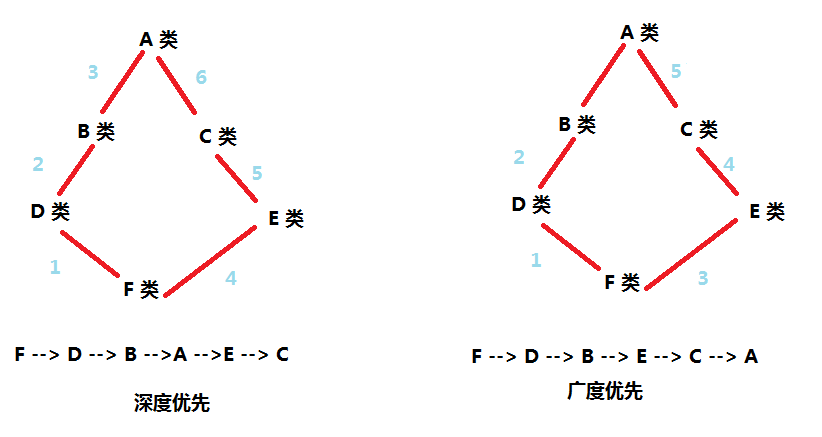 A 类
3
6
B 类
C 类
2
5
D 类
E 类
1
4
F 类
F --> D --> B -->A -->E --> C
深度优先
A 类
5
B 类
C 类
2
4
D 类
E 类
1
3
F 类
F --> D --> B --> E --> C --> A
广度优先